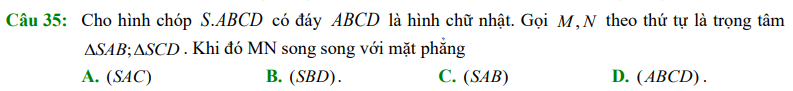 Câu 35: Cho hình chóp S.ABCD có đáy ABCD là hình chữ nhật. Gọi M,N theo thứ tự là trọng tâm
ΔSAB;ΔSCD. Khi đó MN song song với mặt phẳng
A. (SAC) B. (SBD). C. (SAB) D. (ABCD).